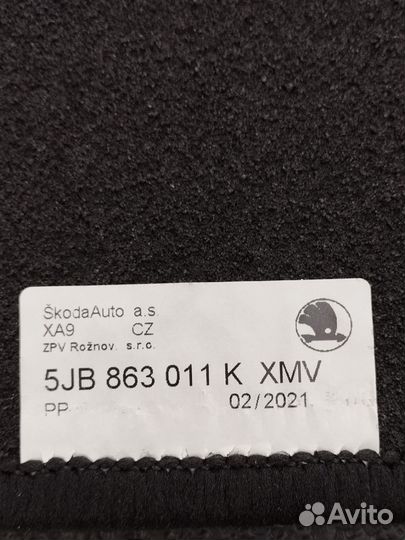 ŠkodaAuto a.s
XA9 CZ
ZPV Rožnov. s.r.o.
5JB 863 011 K XMV
PP 02/2021
Avito